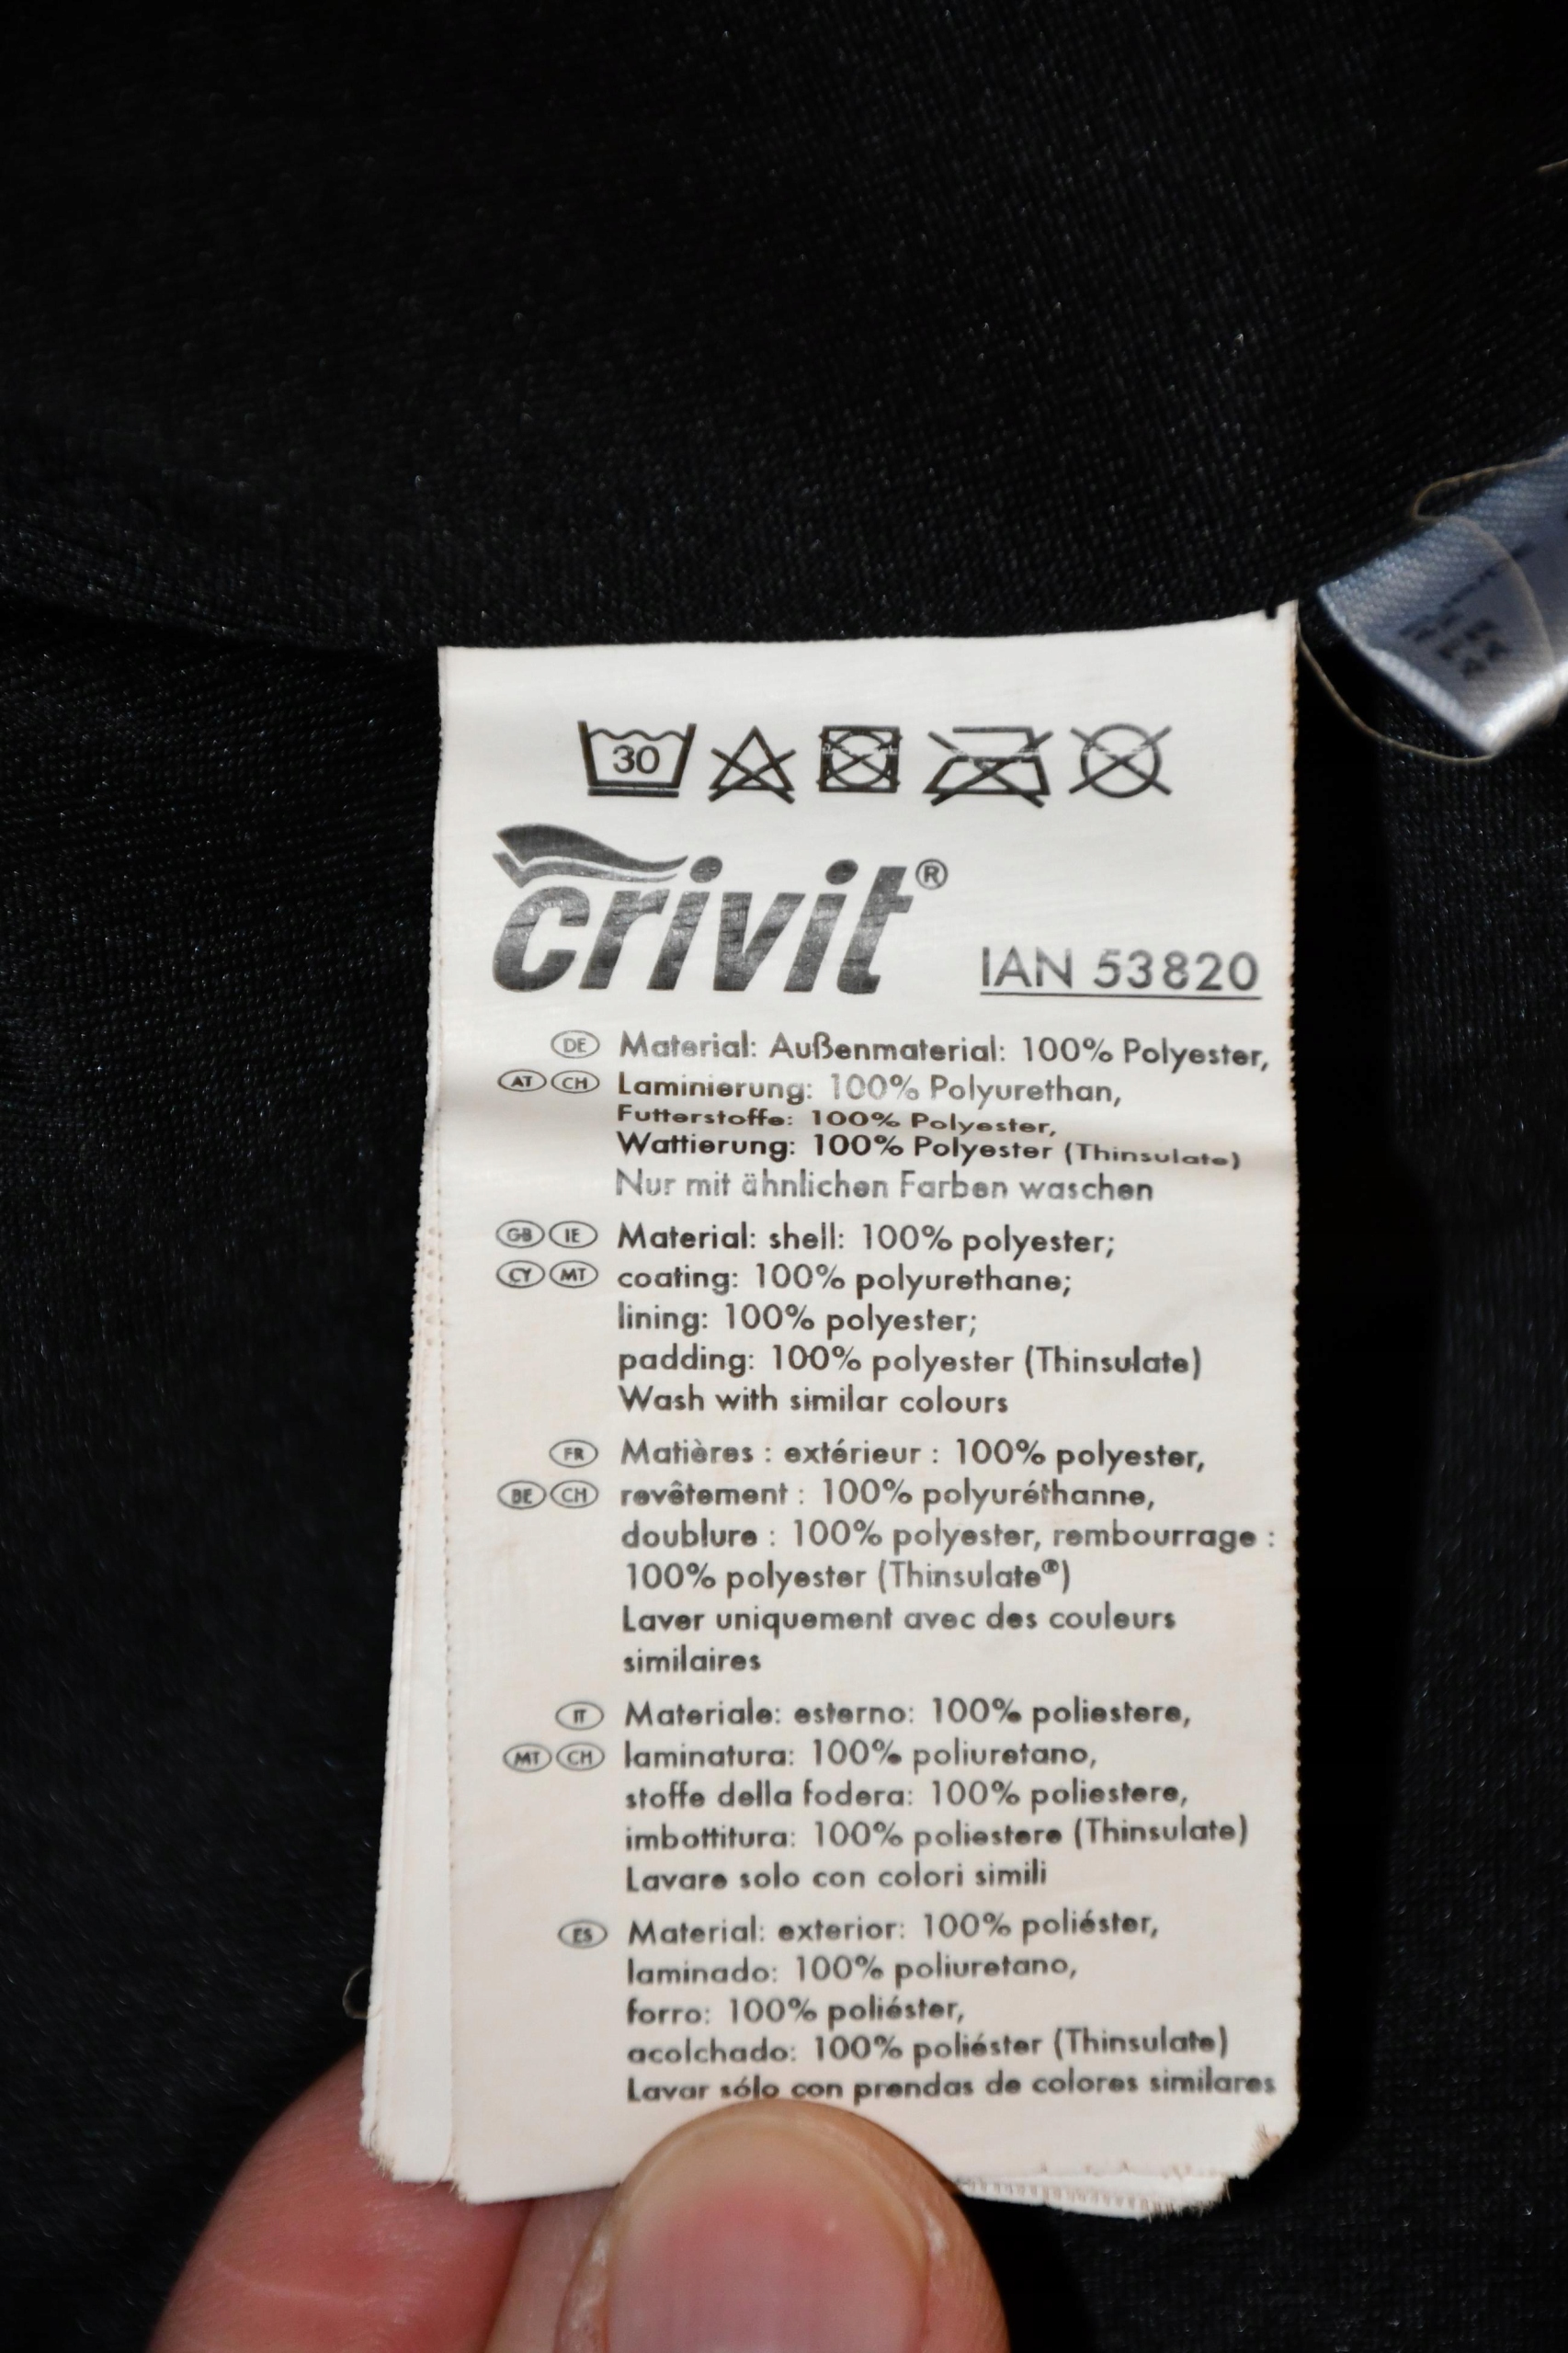 30
crivit®
IAN 53820
DE Material: Außenmaterial: 100% Polyester,
AT CH Laminierung: 100% Polyurethan,
Futterstoffe: 100% Polyester,
Wattierung: 100% Polyester (Thinsulate)
Nur mit ähnlichen Farben waschen
GB IE Material: shell: 100% polyester;
CY MT coating: 100% polyurethane;
lining: 100% polyester;
padding: 100% polyester (Thinsulate)
Wash with similar colours
FR Matières : extérieur : 100% polyester,
BE CH revêtement : 100% polyuréthanne,
doublure : 100% polyester, rembourrage :
100% polyester (Thinsulate®)
Laver uniquement avec des couleurs
similaires
IT Materiale: esterno: 100% poliestere,
MT CH laminatura: 100% poliuretano,
stoffe della fodera: 100% poliestere,
imbottitura: 100% poliestere (Thinsulate)
Lavare solo con colori simili
ES Material: exterior: 100% poliéster,
laminado: 100% poliuretano,
forro: 100% poliéster,
acolchado: 100% poliéster (Thinsulate)
Lavar sólo con prendas de colores similares